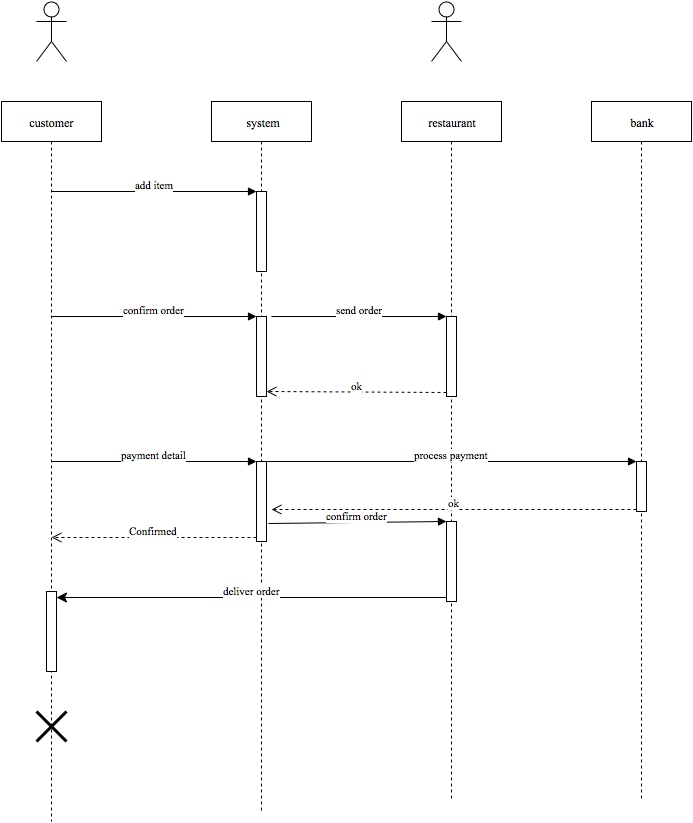 customer
system
restaurant
bank
add item
confirm order
send order
ok
payment detail
process payment
ok
confirm order
Confirmed
deliver order